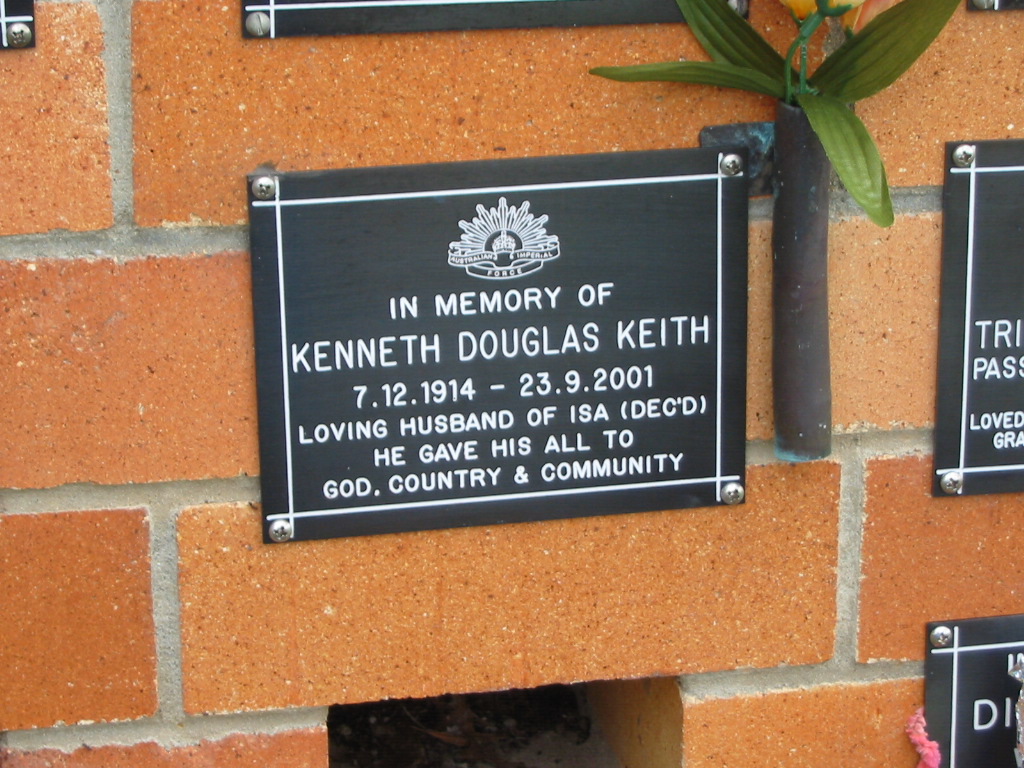 AUSTRALIAN IMPERIAL
FORCE
IN MEMORY OF
KENNETH DOUGLAS KEITH
7.12.1914 - 23.9.2001
LOVING HUSBAND OF ISA (DEC'D)
HE GAVE HIS ALL TO
GOD, COUNTRY & COMMUNITY
TRI
PASS
LOVED
GRA
IN
DI